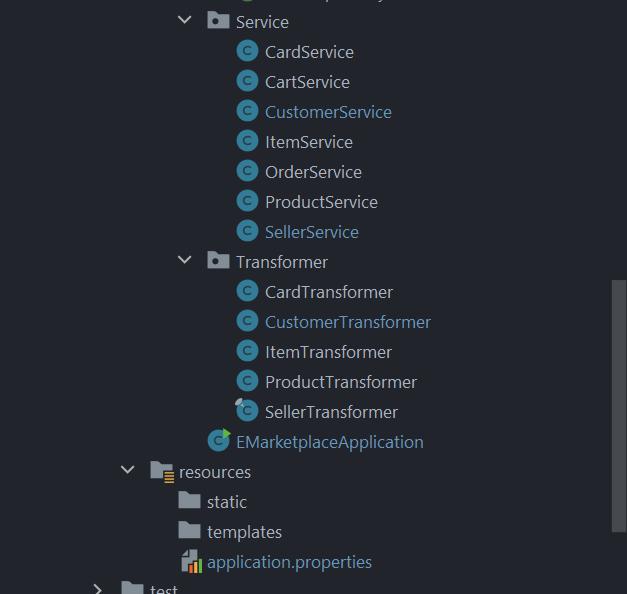 Service
CardService
CartService
CustomerService
ItemService
OrderService
ProductService
SellerService
Transformer
CardTransformer
CustomerTransformer
ItemTransformer
ProductTransformer
SellerTransformer
EMarketplaceApplication
resources
static
templates
application.properties
test